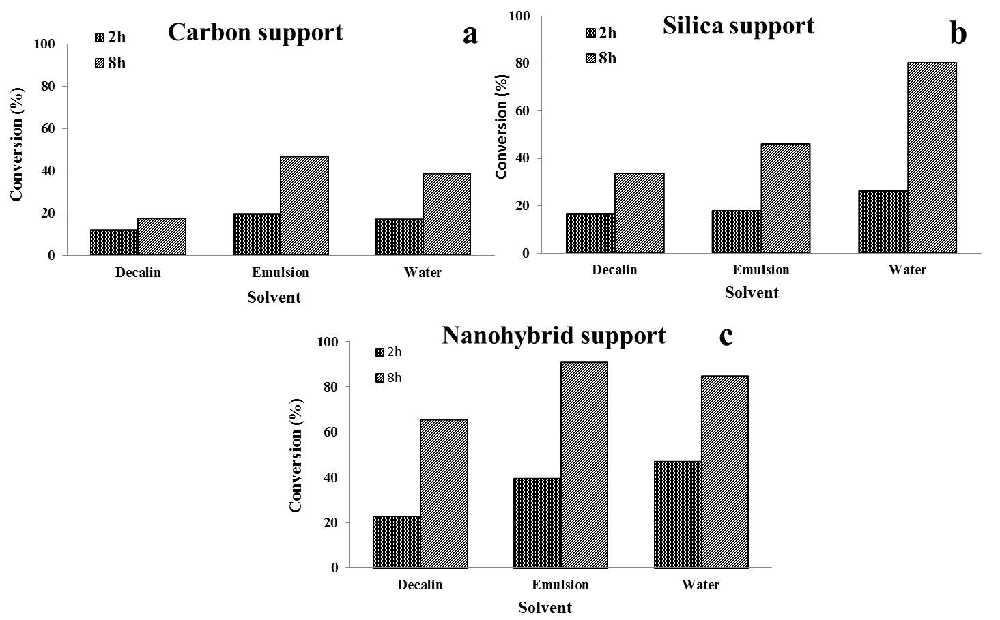 Carbon support
a
2h
8h
100
80
60
40
20
0
Conversion (%)
Decalin
Emulsion
Water
Solvent
Silica support
b
2h
8h
100
80
60
40
20
0
Conversion (%)
Decalin
Emulsion
Water
Solvent
Nanohybrid support
c
2h
8h
100
80
60
40
20
0
Conversion (%)
Decalin
Emulsion
Water
Solvent